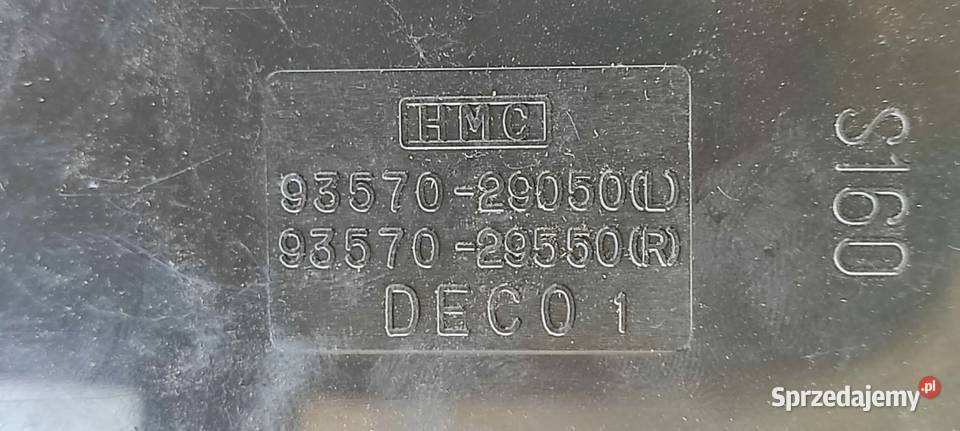 HMC
93570-29050(L)
93570-29550(R)
DECO 1
S160
Sprzedajemy.pl